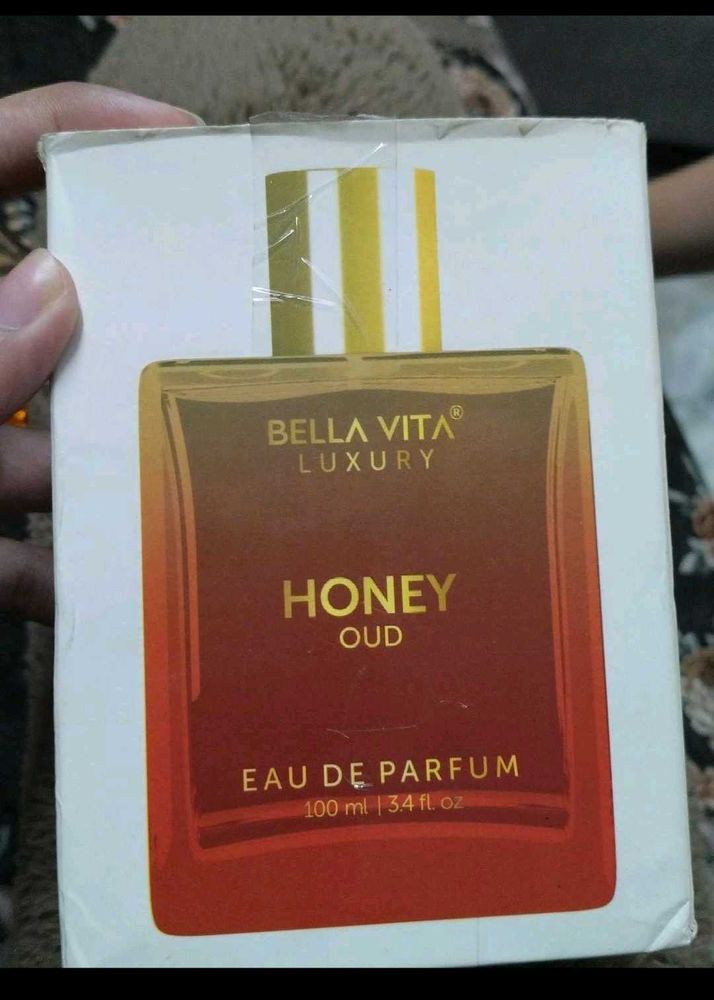 BELLA VITA®
LUXURY
HONEY
OUD
EAU DE PARFUM
100 ml | 3.4 fl. oz